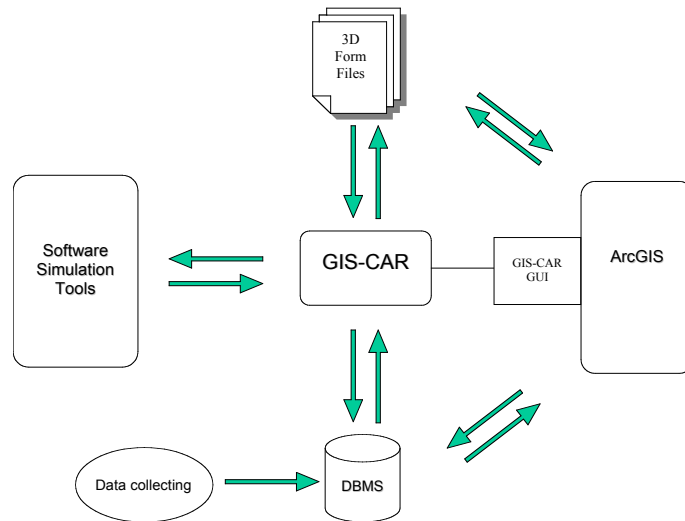 3D
Form
Files
Software
Simulation
Tools
GIS-CAR
GIS-CAR
GUI
ArcGIS
Data collecting
DBMS